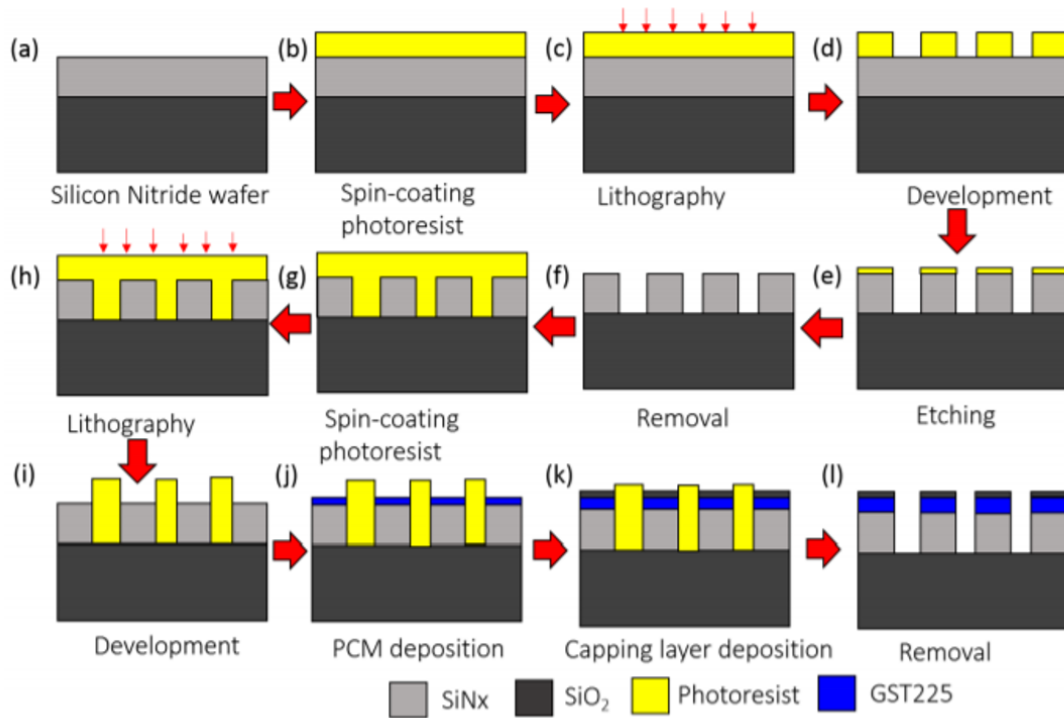 (a)
Silicon Nitride wafer
(b)
Spin-coating
photoresist
(c)
Lithography
(d)
Development
(e)
Etching
(f)
Removal
(g)
Spin-coating
photoresist
(h)
Lithography
(i)
Development
(j)
PCM deposition
(k)
Capping layer deposition
(l)
Removal
SiNx
SiO₂
Photoresist
GST225